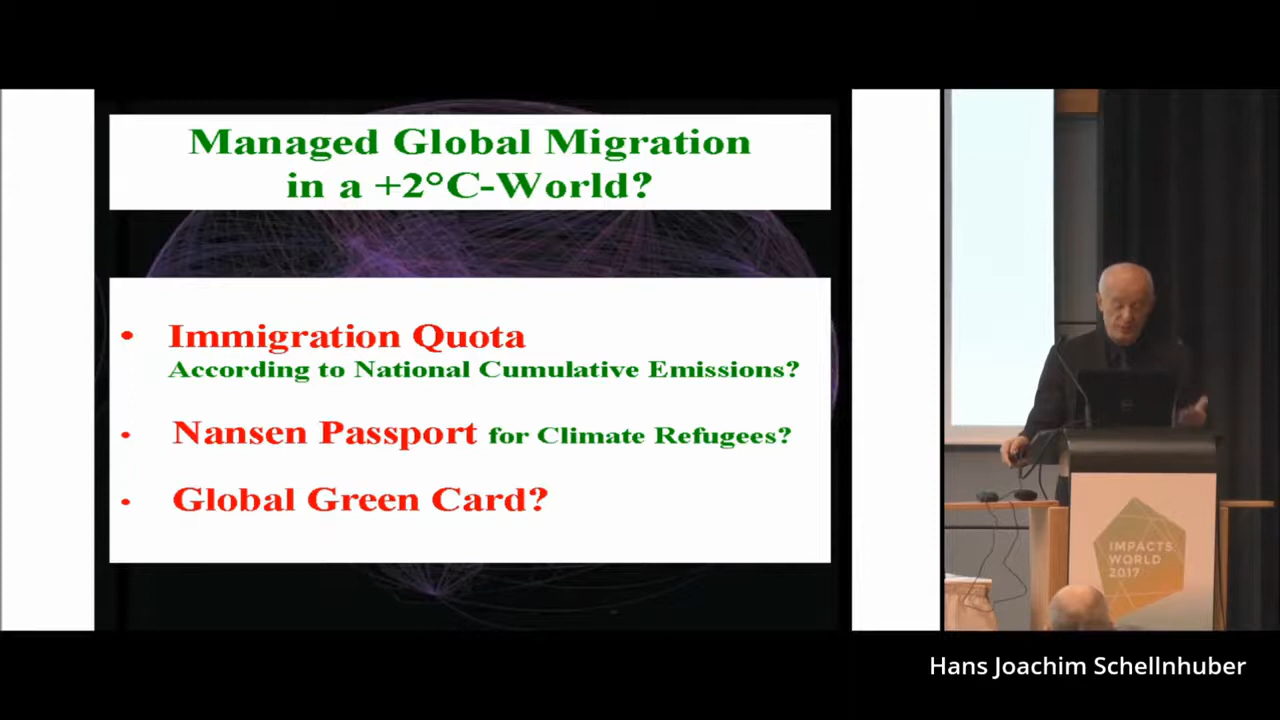 Managed Global Migration
in a +2°C-World?
• Immigration Quota
According to National Cumulative Emissions?
• Nansen Passport for Climate Refugees?
• Global Green Card?
IMPACTS
WORLD
2017
Hans Joachim Schellnhuber